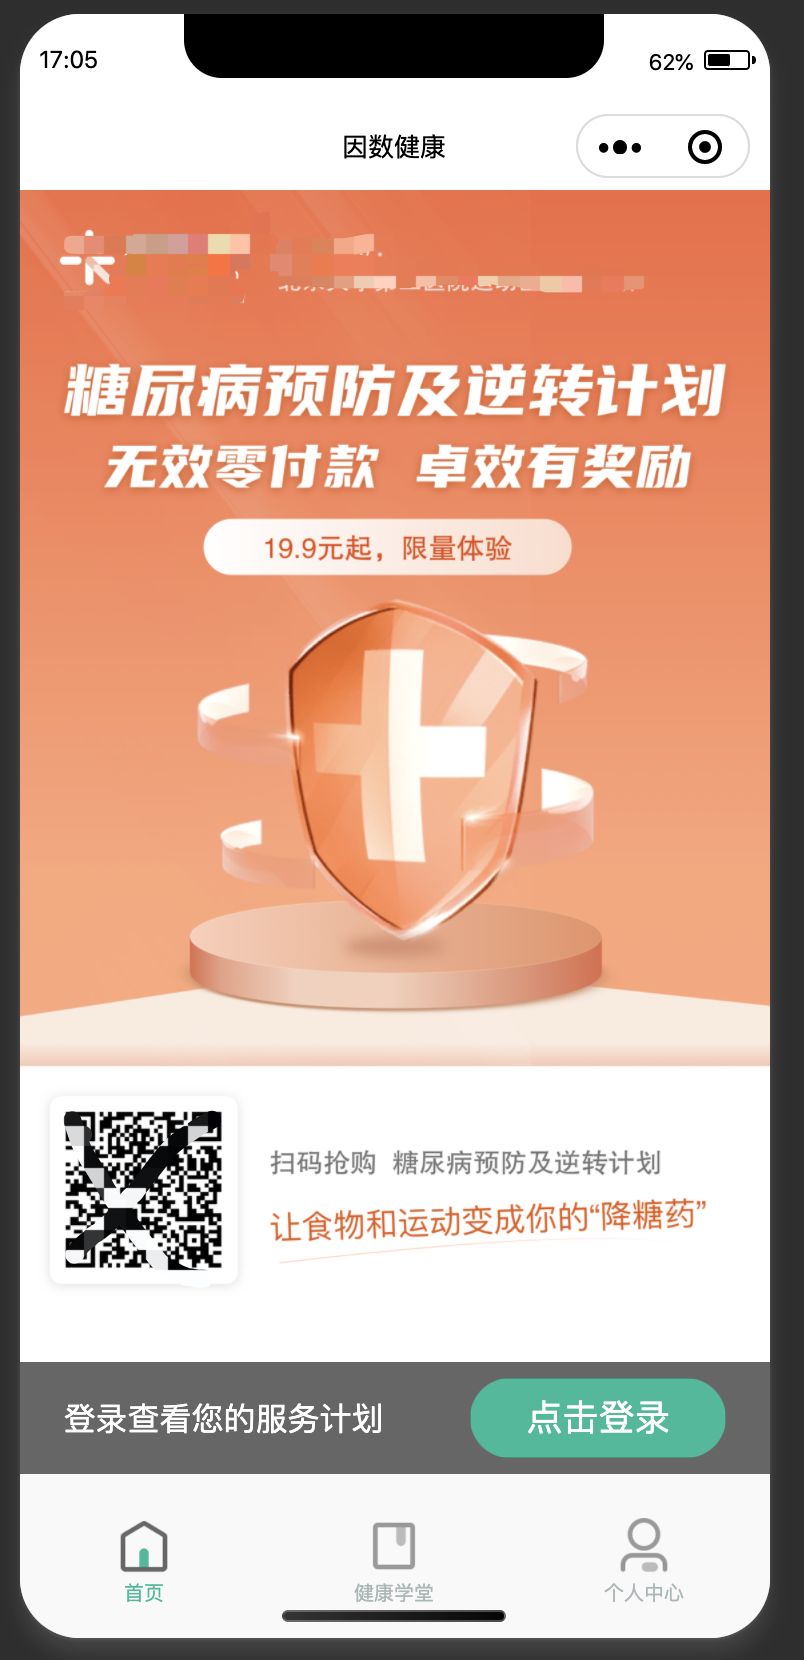 17:05
62%
因数健康
糖尿病预防及逆转计划
无效零付款 卓效有奖励
19.9元起，限量体验
扫码抢购 糖尿病预防及逆转计划
让食物和运动变成你的“降糖药”
登录查看您的服务计划
点击登录
首页
健康学堂
个人中心